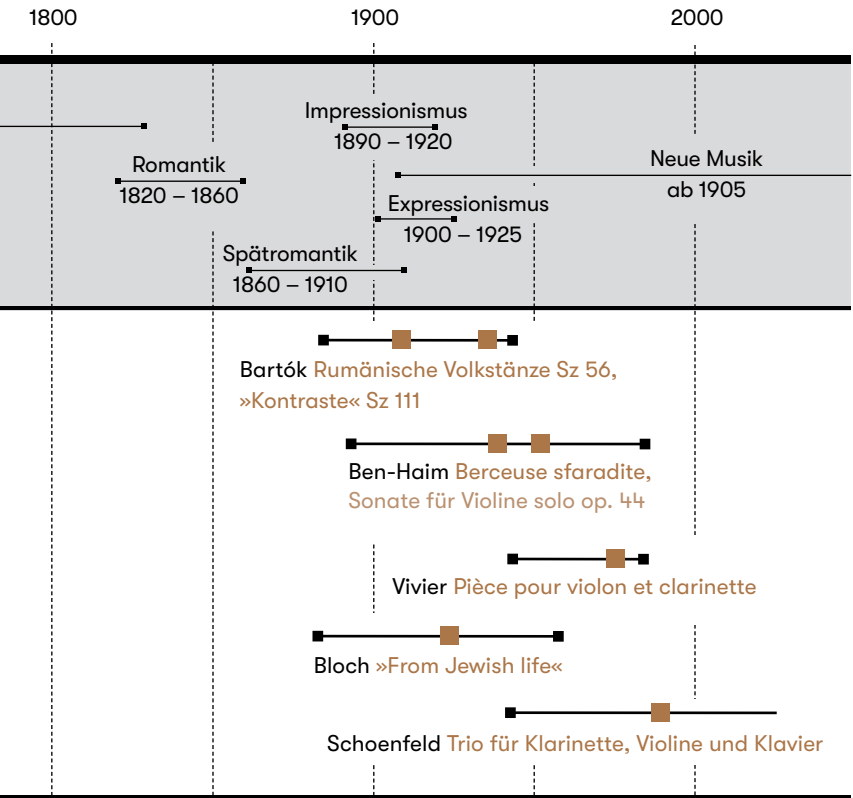 1800 1900 2000
Impressionismus
1890 – 1920
Romantik
1820 – 1860
Neue Musik
ab 1905
Expressionismus
1900 – 1925
Spätromantik
1860 – 1910
Bartók Rumänische Volkstänze Sz 56,
»Kontraste« Sz 111
Ben-Haim Berceuse sfaradite,
Sonate für Violine solo op. 44
Vivier Pièce pour violon et clarinette
Bloch »From Jewish life«
Schoenfeld Trio für Klarinette, Violine und Klavier